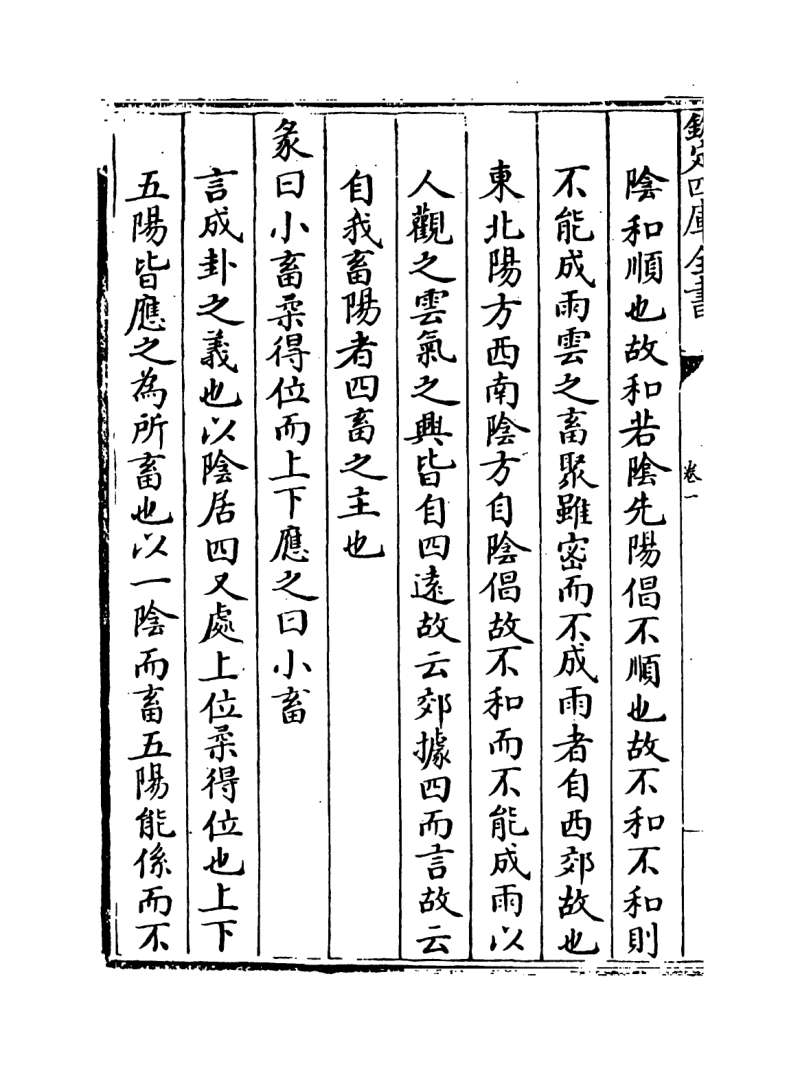 欽定四庫全書
卷一
陰和順也故和若陰先陽倡不順也故不和不和則
不能成雨雲之畜聚雖密而不成雨者自西郊故也
東北陽方西南陰方自陰倡故不和而不能成雨以
人觀之雲氣之興皆自四逺故云郊據四而言故云
自我畜陽者四畜之主也
彖曰小畜柔得位而上下應之曰小畜
言成卦之義也以陰居四又處上位柔得位也上下
五陽皆應之為所畜也以一陰而畜五陽能係而不